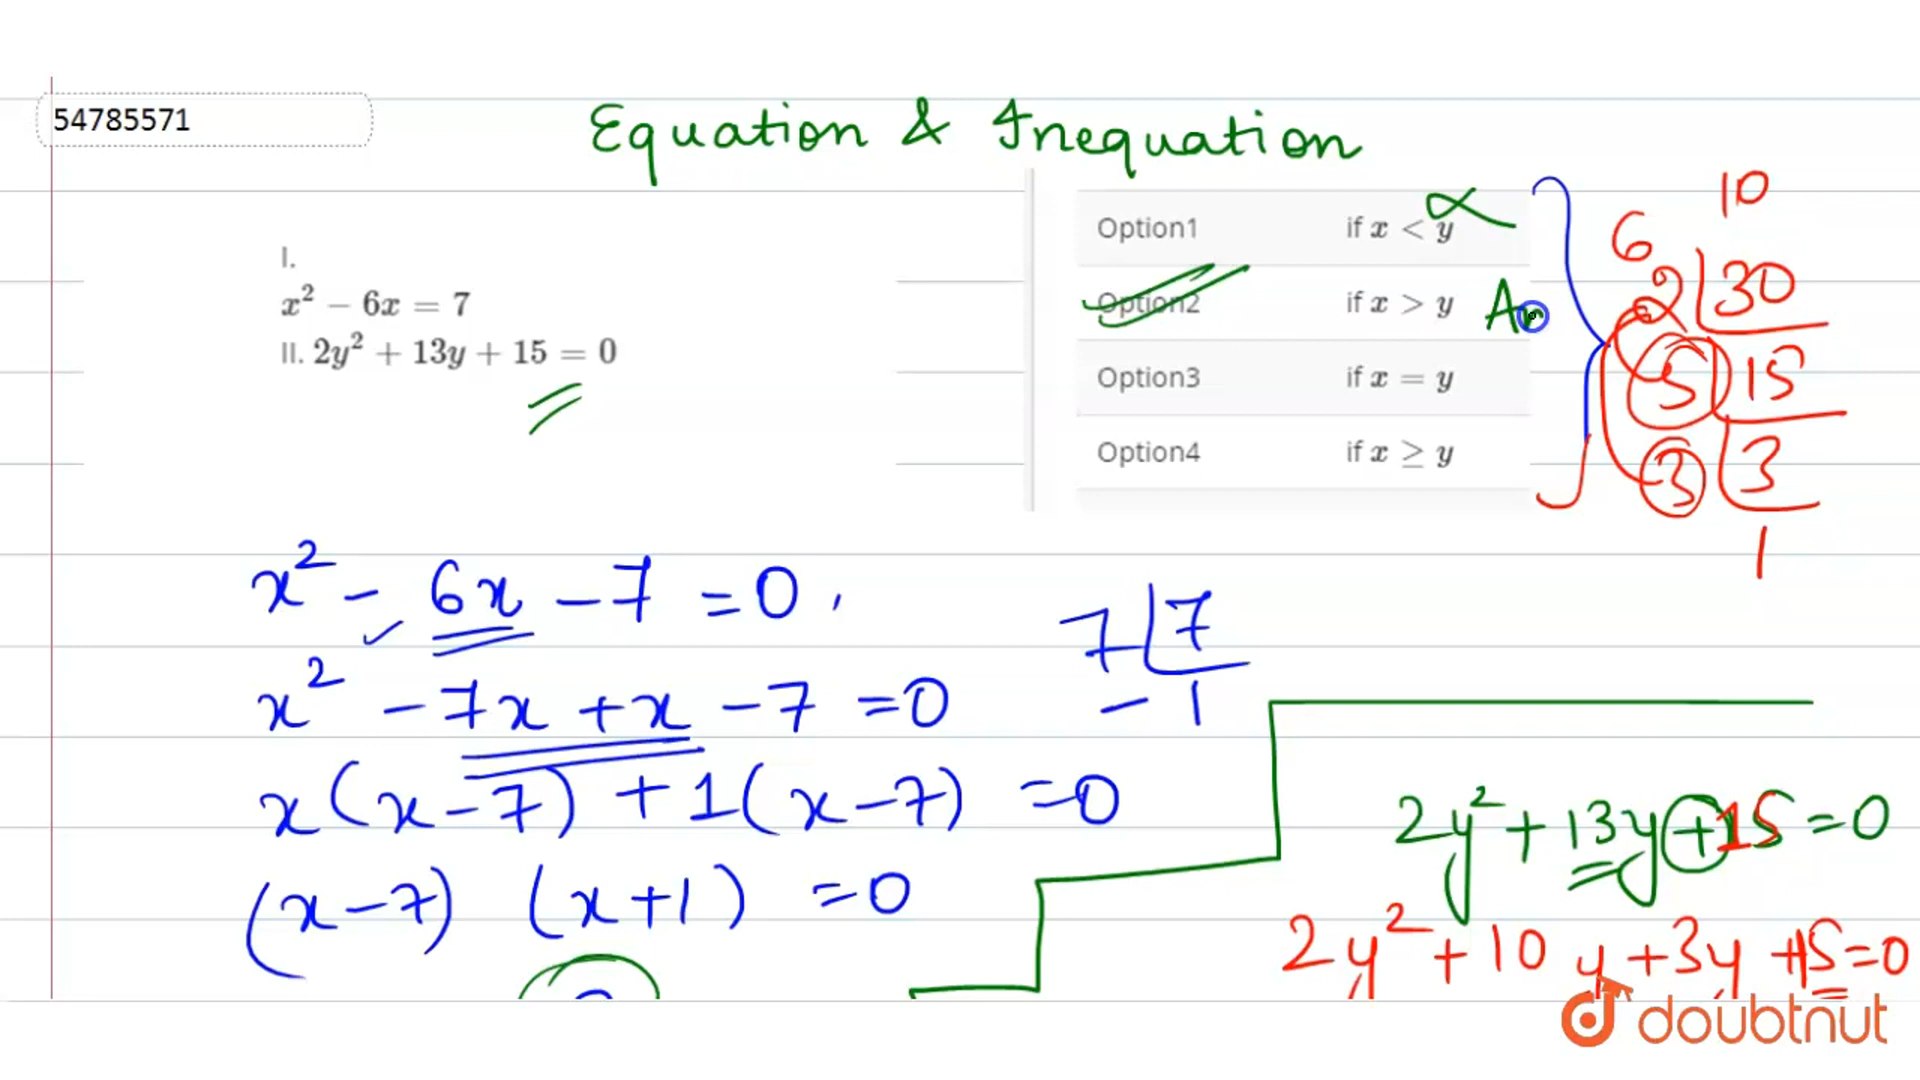 54785571
Equation & Inequation
I.
x² − 6x = 7
II. 2y² + 13y + 15 = 0
Option1 if x < y
Option2 if x > y An
Option3 if x = y
Option4 if x ≥ y
10
6
2 30
5 15
3 3
1
x² - 6x - 7 = 0,
x² - 7x + x - 7 = 0
x(x-7) + 1(x-7) = 0
(x-7) (x+1) = 0
7 7
- 1
2y² + 13y + 15 = 0
2y² + 10y + 3y + 15 = 0
doubtnut